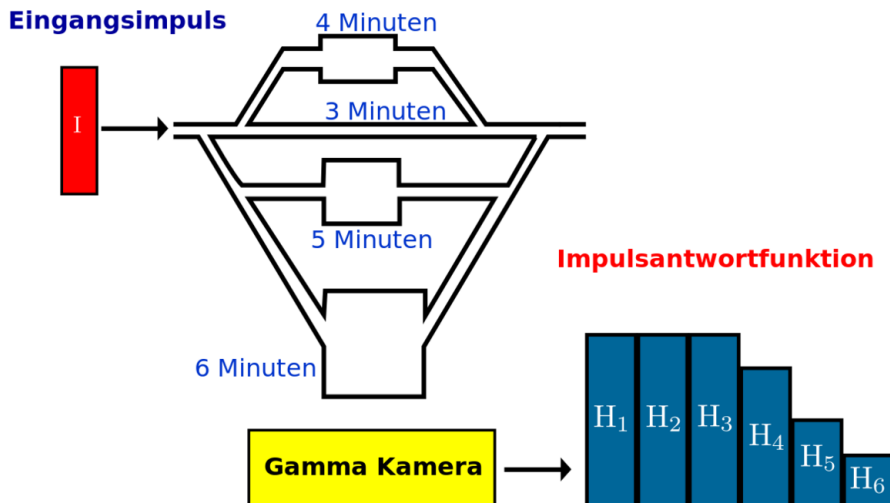 Eingangsimpuls
4 Minuten
I
3 Minuten
5 Minuten
Impulsantwortfunktion
6 Minuten
Gamma Kamera
H₁ H₂ H₃ H₄ H₅ H₆